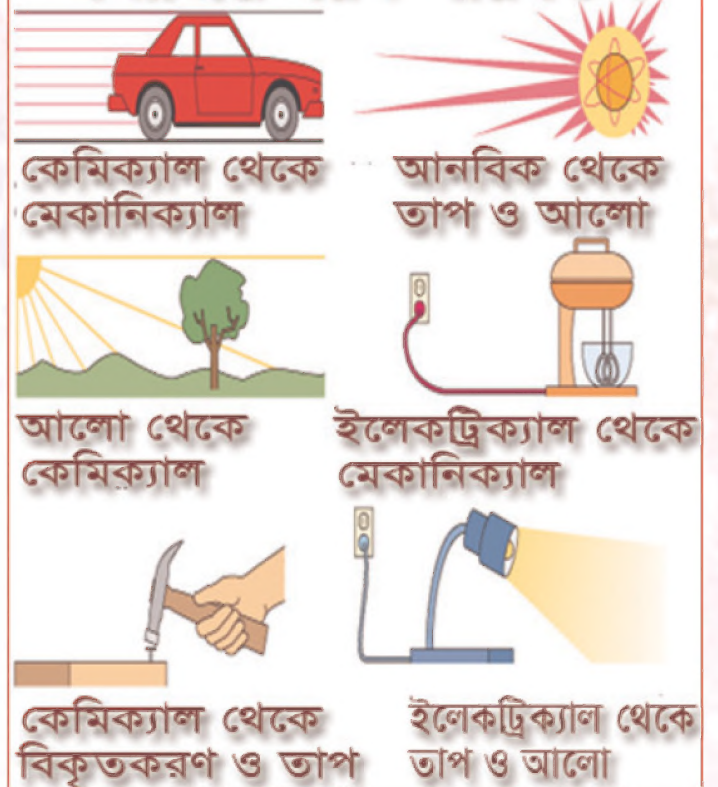 কেমিক্যাল থেকে
মেকানিক্যাল
আনবিক থেকে
তাপ ও আলো
আলো থেকে
কেমিক্যাল
ইলেকট্রিক্যাল থেকে
মেকানিক্যাল
কেমিক্যাল থেকে
বিকৃতকরণ ও তাপ
ইলেকট্রিক্যাল থেকে
তাপ ও আলো